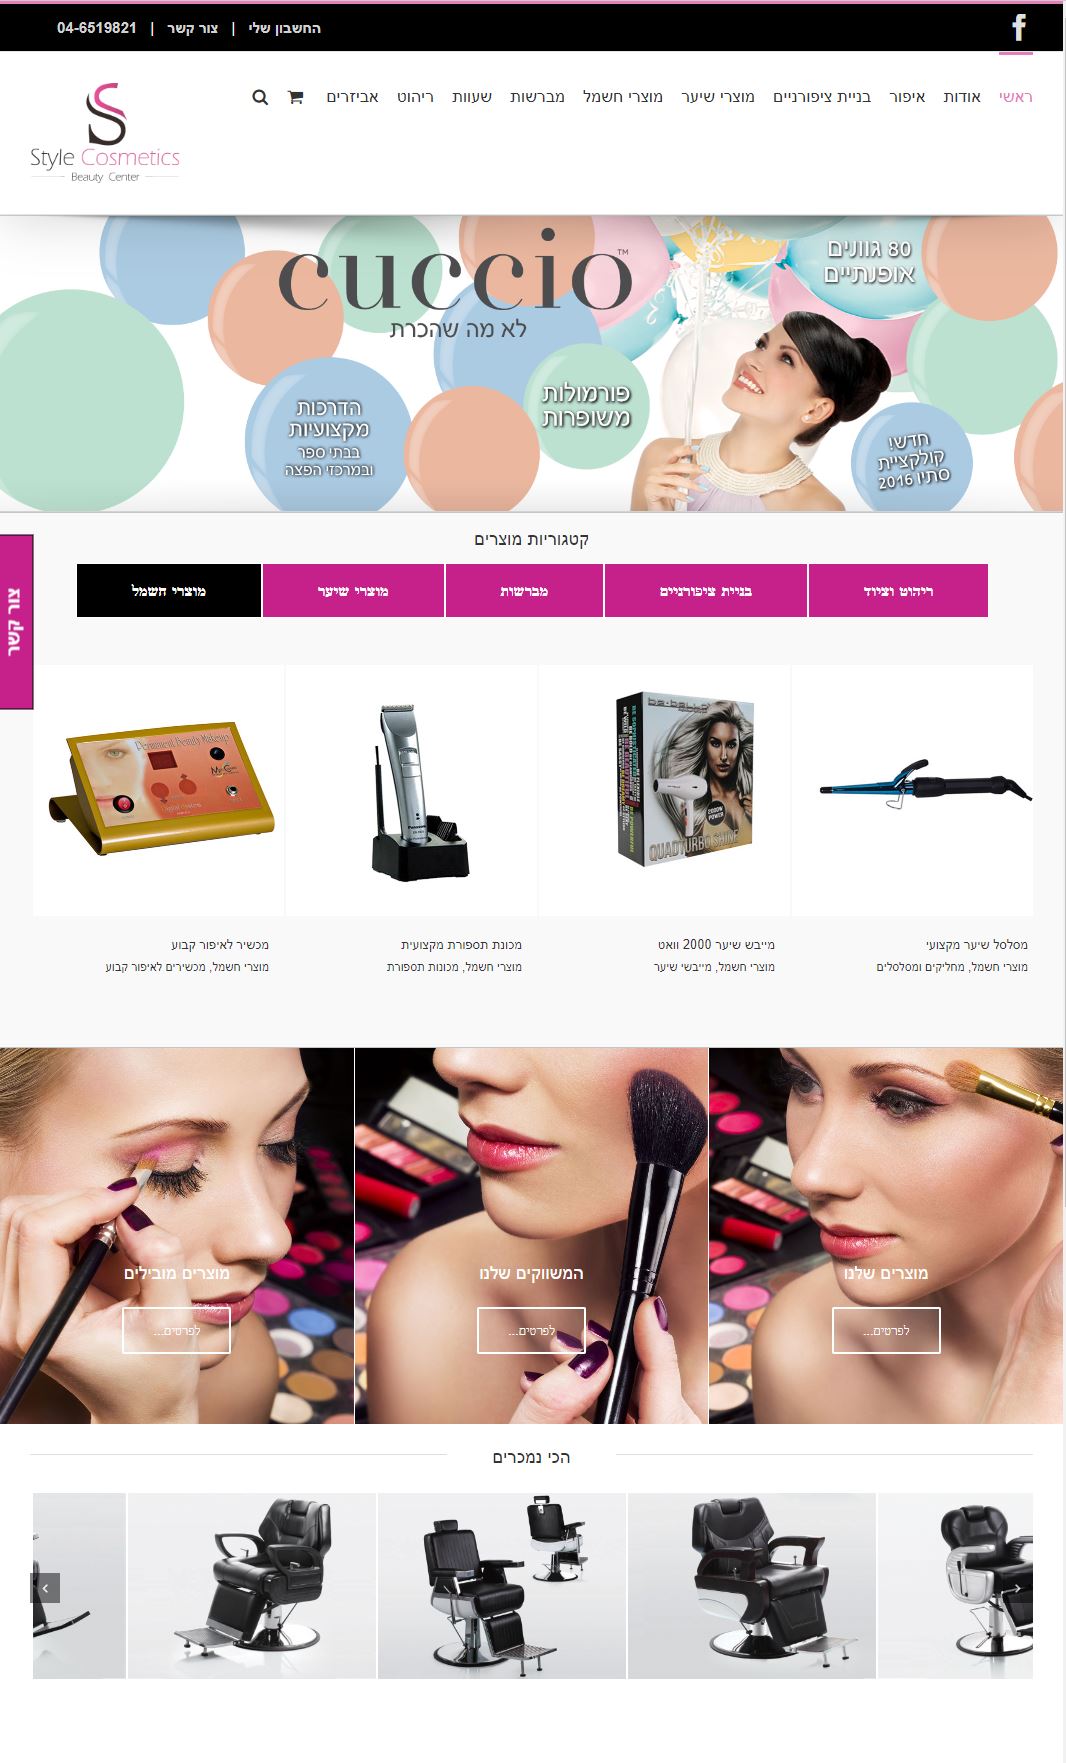 החשבון שלי | צור קשר | 04-6519821
ראשי אודות איפור בניית ציפורניים מוצרי שיער מוצרי חשמל מברשות שעוות ריהוט אביזרים
Style Cosmetics
Beauty Center
cuccio™
לא מה שהכרת
80 גוונים
אופנתיים
פורמולות
משופרות
הדרכות
מקצועיות
בבתי ספר
ובמרכזי הפצה
חדש!
קולקציית
סתיו 2016
צור קשר
קטגוריות מוצרים
ריהוט וציוד
בניית ציפורניים
מברשות
מוצרי שיער
מוצרי חשמל
Permanent Beauty Makeup
Digital System
Panasonic
2000W
POWER
QUADTURBO SHINE
מסלסל שיער מקצועי
מוצרי חשמל, מחליקים ומסלסלים
מייבש שיער 2000 וואט
מוצרי חשמל, מייבשי שיער
מכונת תספורת מקצועית
מוצרי חשמל, מכונות תספורת
מכשיר לאיפור קבוע
מוצרי חשמל, מכשירים לאיפור קבוע
מוצרים שלנו
לפרטים...
המשווקים שלנו
לפרטים...
מוצרים מובילים
לפרטים...
הכי נמכרים